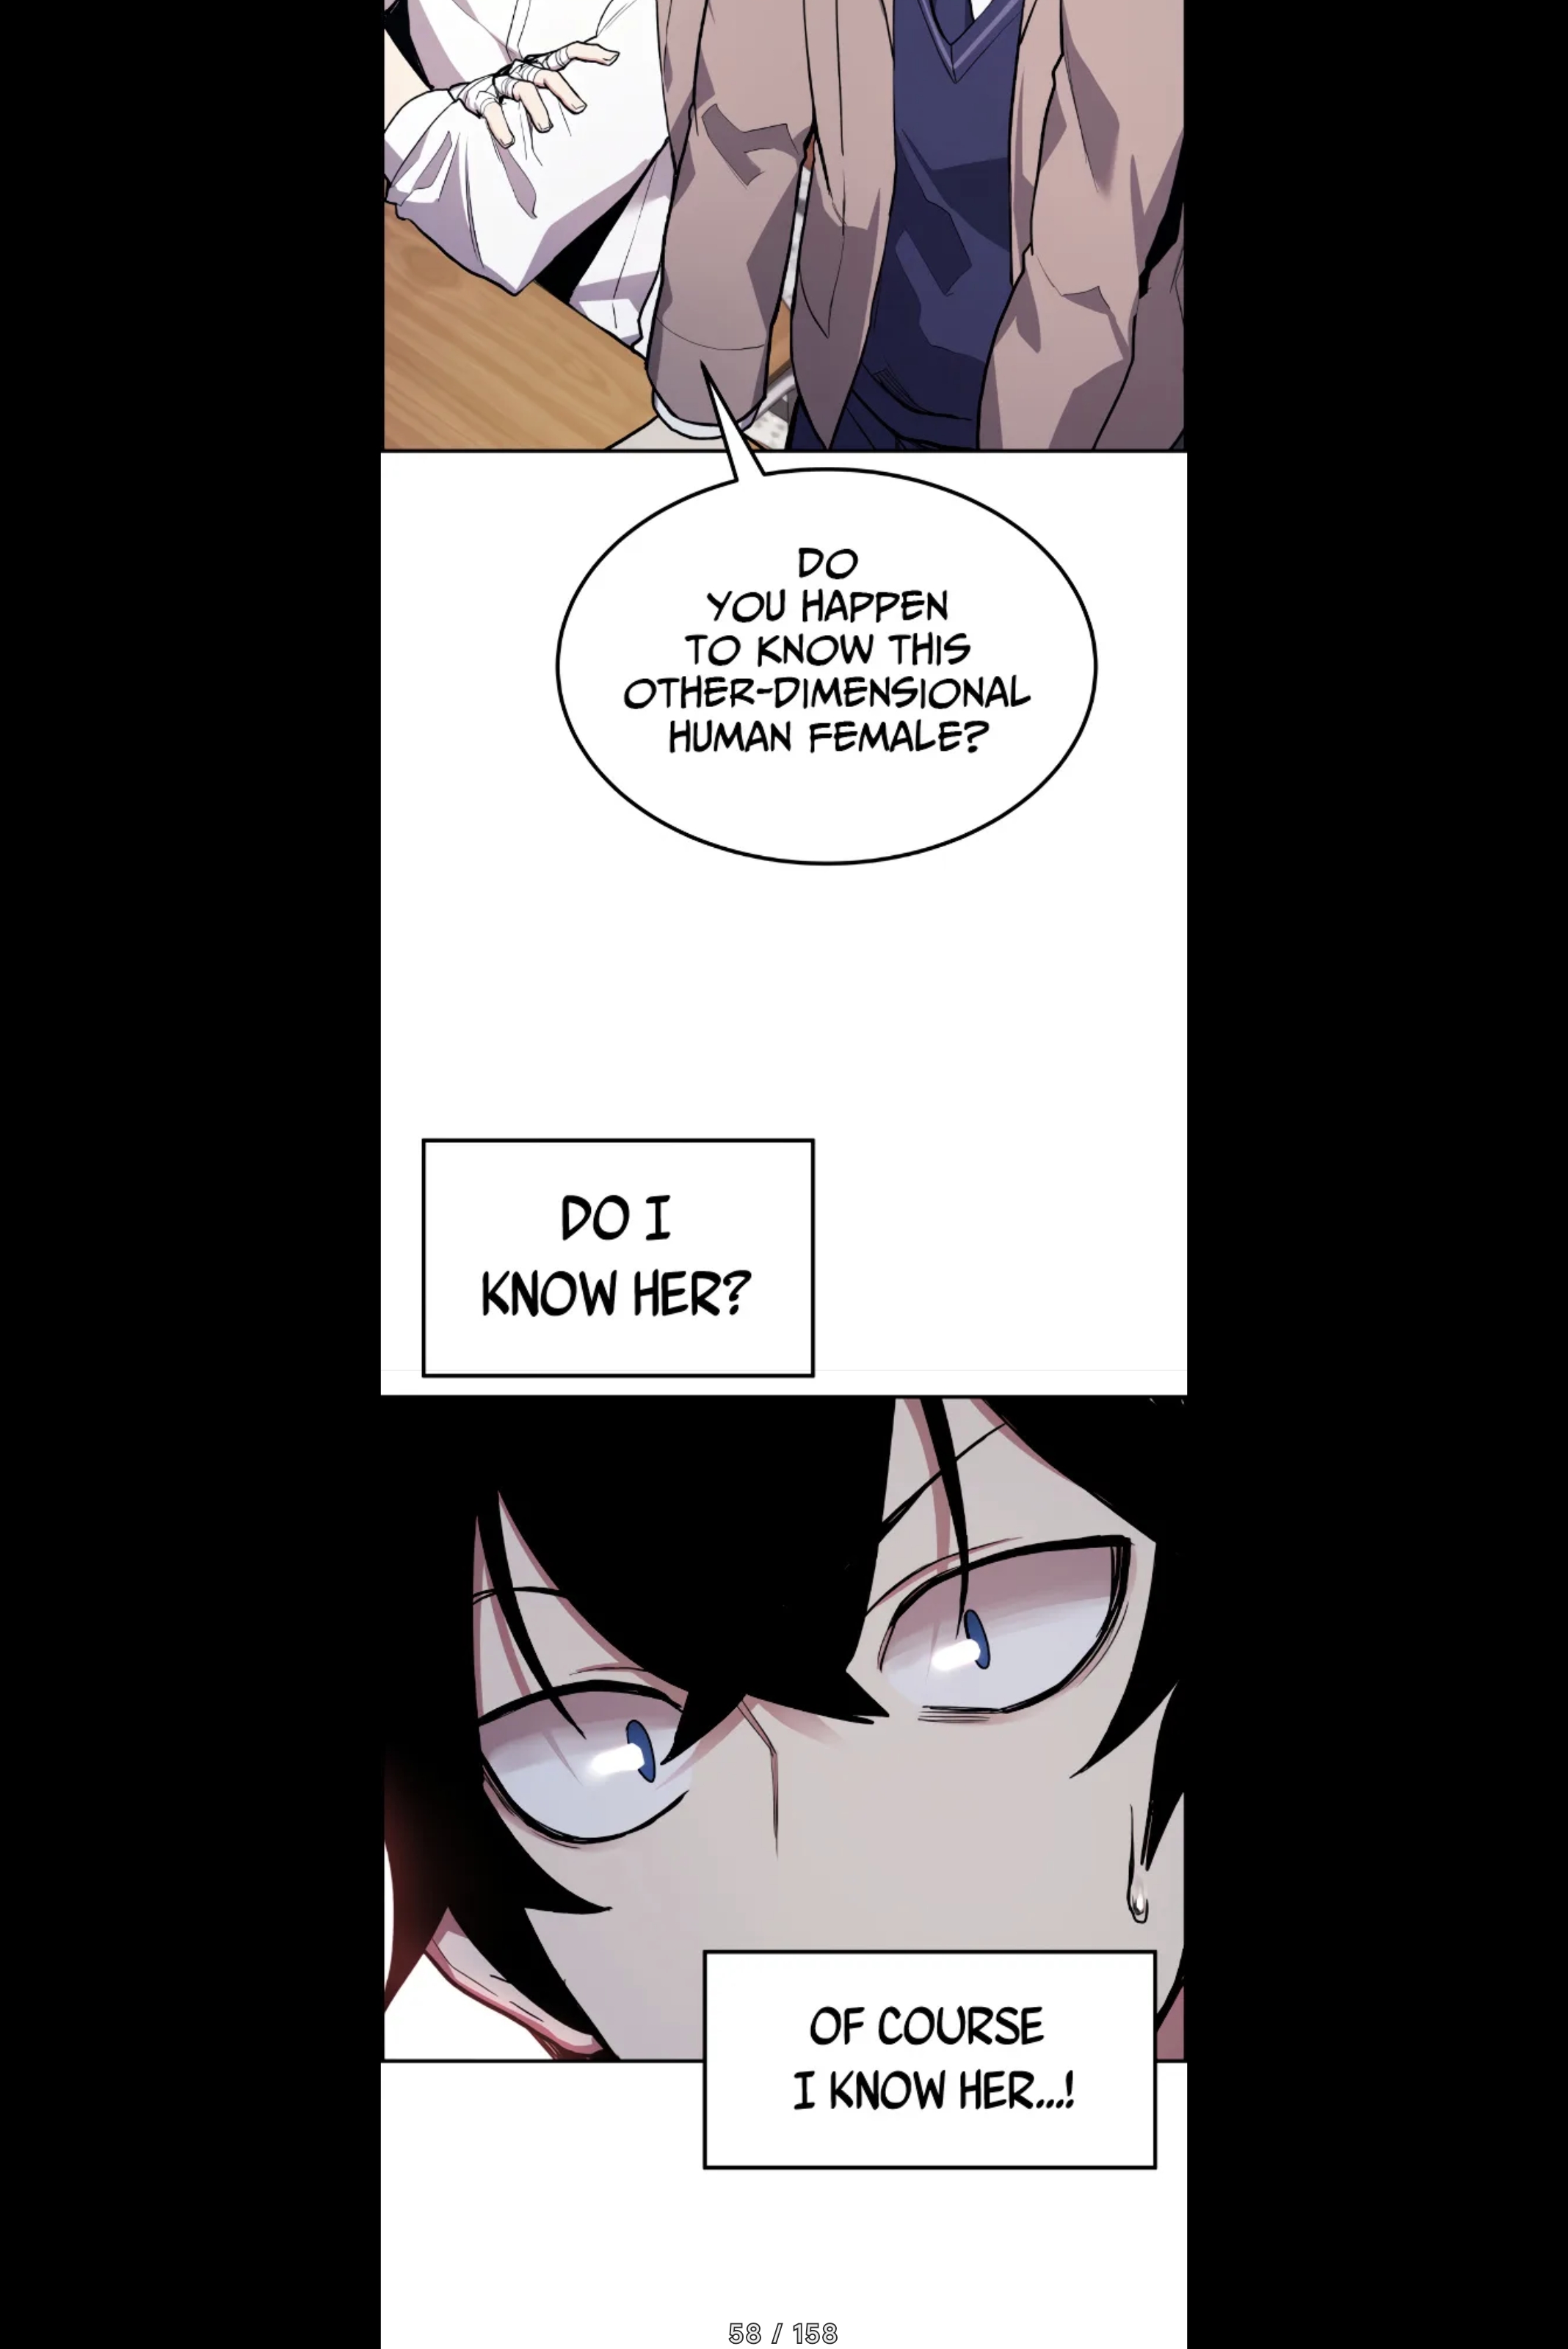 DO
YOU HAPPEN
TO KNOW THIS
OTHER-DIMENSIONAL
HUMAN FEMALE?
DO I
KNOW HER?
OF COURSE
I KNOW HER...!
58 / 158